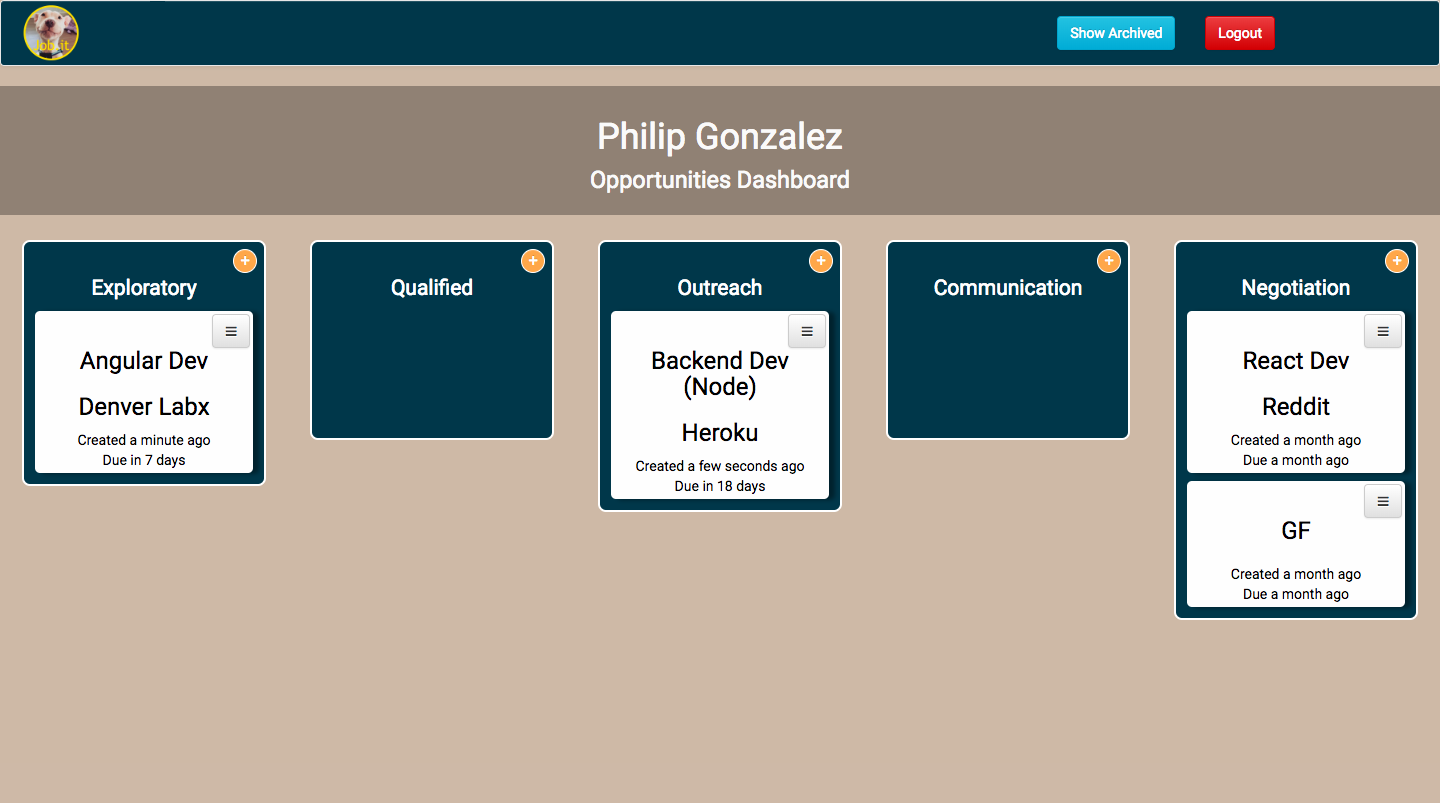 Job-it
Show Archived
Logout
Philip Gonzalez
Opportunities Dashboard
Exploratory
Angular Dev
Denver Labx
Created a minute ago
Due in 7 days
Qualified
Outreach
Backend Dev
(Node)
Heroku
Created a few seconds ago
Due in 18 days
Communication
Negotiation
React Dev
Reddit
Created a month ago
Due a month ago
GF
Created a month ago
Due a month ago